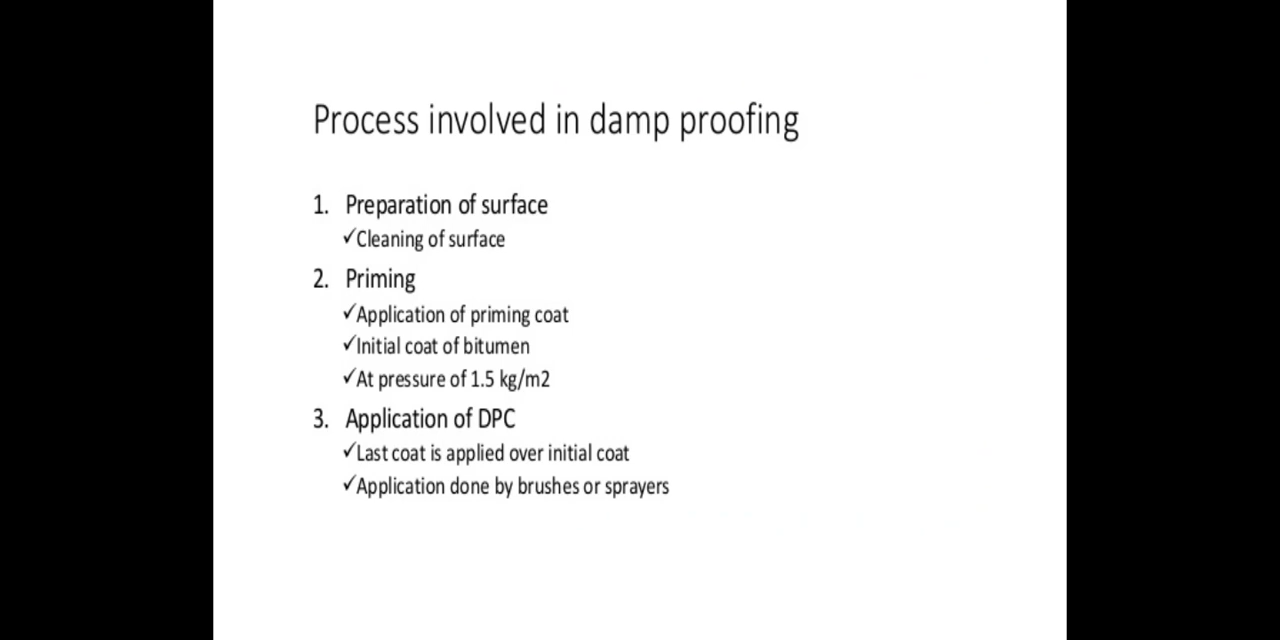 Process involved in damp proofing
1. Preparation of surface
✓Cleaning of surface
2. Priming
✓Application of priming coat
✓Initial coat of bitumen
✓At pressure of 1.5 kg/m2
3. Application of DPC
✓Last coat is applied over initial coat
✓Application done by brushes or sprayers